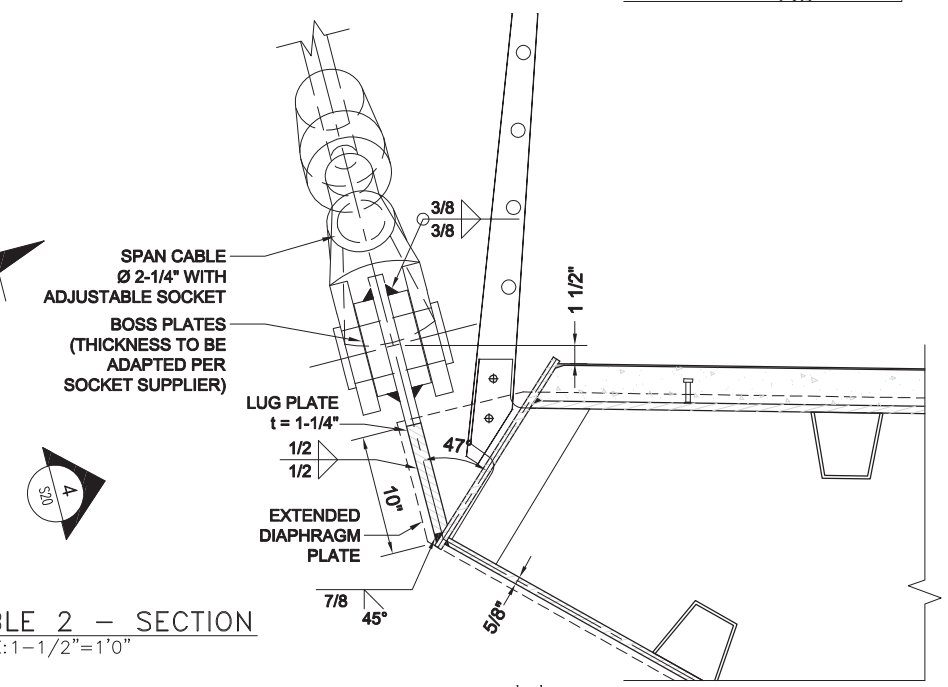 3/8
3/8
SPAN CABLE
Ø 2-1/4" WITH
ADJUSTABLE SOCKET
1 1/2"
BOSS PLATES
(THICKNESS TO BE
ADAPTED PER
SOCKET SUPPLIER)
LUG PLATE
t = 1-1/4"
1/2
1/2
47
10"
4
S20
EXTENDED
DIAPHRAGM
PLATE
7/8
45°
5/8"
BLE 2 – SECTION
E:1-1/2"=1'0"